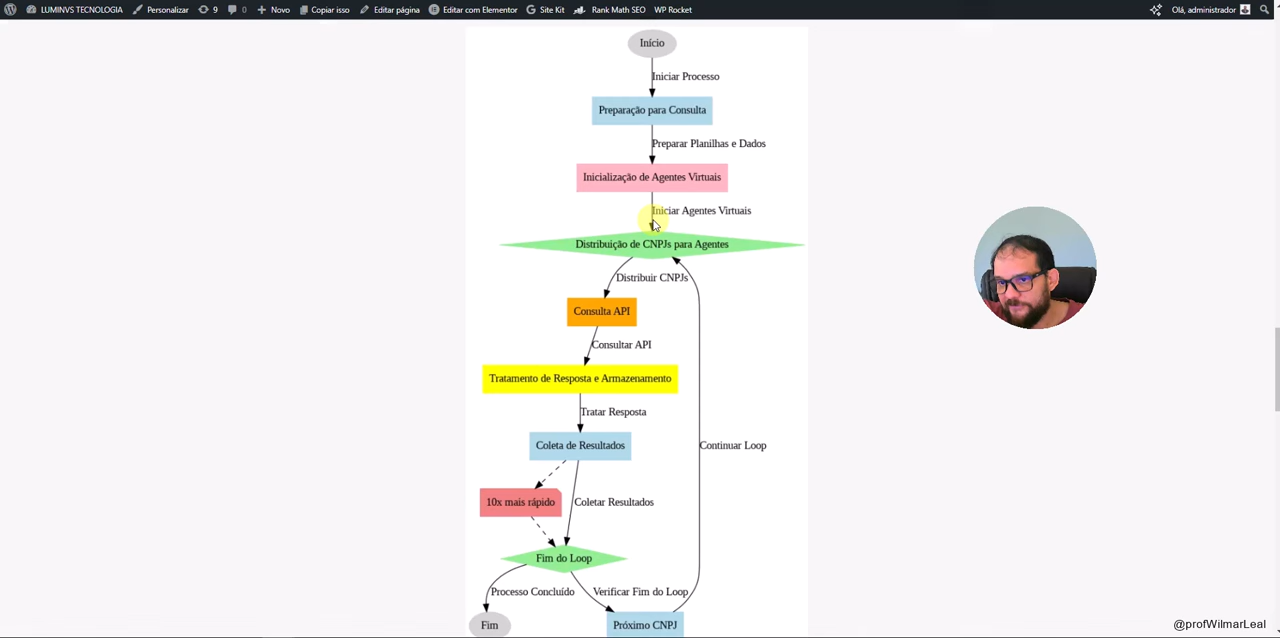 LUMINVS TECNOLOGIA Personalizar 9 0 Novo Copiar isso Editar página Editar com Elementor Site Kit Rank Math SEO WP Rocket Olá, administrador
Início
Iniciar Processo
Preparação para Consulta
Preparar Planilhas e Dados
Inicialização de Agentes Virtuais
Iniciar Agentes Virtuais
Distribuição de CNPJs para Agentes
Distribuir CNPJs
Consulta API
Consultar API
Tratamento de Resposta e Armazenamento
Tratar Resposta
Coleta de Resultados
Continuar Loop
10x mais rápido
Coletar Resultados
Fim do Loop
Processo Concluído
Verificar Fim do Loop
Fim
Próximo CNPJ
@profWilmarLeal